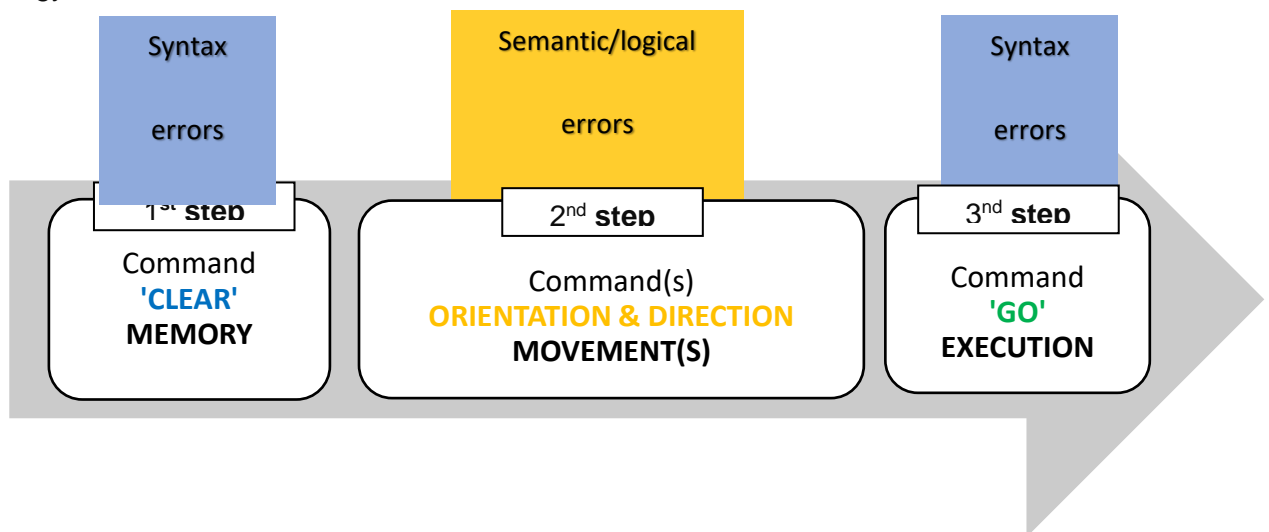 Syntax
errors
Semantic/logical
errors
Syntax
errors
1st step
Command
'CLEAR'
MEMORY
2nd step
Command(s)
ORIENTATION & DIRECTION
MOVEMENT(S)
3nd step
Command
'GO'
EXECUTION